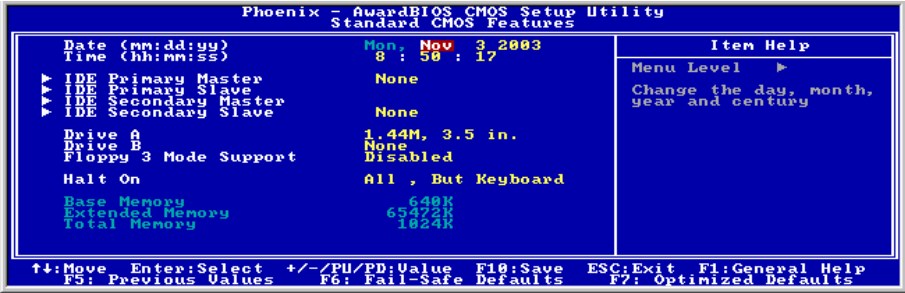 Phoenix - AwardBIOS CMOS Setup Utility
Standard CMOS Features
Date (mm:dd:yy) Mon, Nov 3 2003
Time (hh:mm:ss) 8 : 50 : 17
► IDE Primary Master None
► IDE Primary Slave
► IDE Secondary Master
► IDE Secondary Slave None
Drive A 1.44M, 3.5 in.
Drive B None
Floppy 3 Mode Support Disabled
Halt On All , But Keyboard
Base Memory 640K
Extended Memory 65472K
Total Memory 1024K
Item Help
Menu Level ►
Change the day, month,
year and century
↑↓:Move Enter:Select +/-/PU/PD:Value F10:Save ESC:Exit F1:General Help
F5: Previous Values F6: Fail-Safe Defaults F7: Optimized Defaults